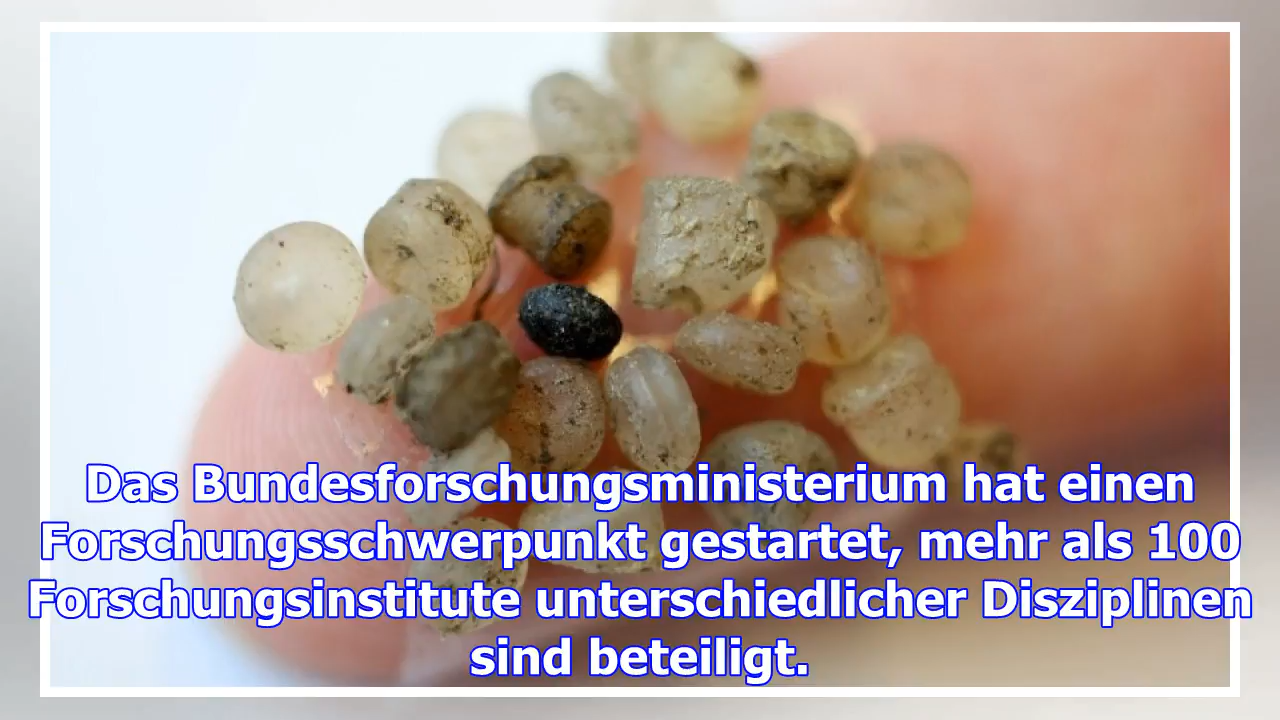 Das Bundesforschungsministerium hat einen
Forschungsschwerpunkt gestartet, mehr als 100
Forschungsinstitute unterschiedlicher Disziplinen
sind beteiligt.